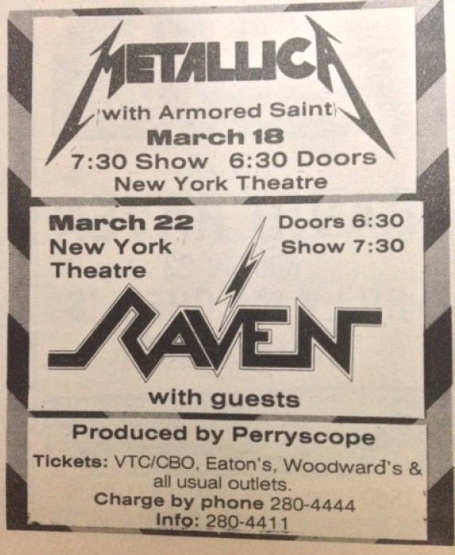 METALLICA
with Armored Saint
March 18
7:30 Show 6:30 Doors
New York Theatre
March 22 Doors 6:30
New York Show 7:30
Theatre
RAVEN
with guests
Produced by Perryscope
Tickets: VTC/CBO, Eaton's, Woodward's &
all usual outlets.
Charge by phone 280-4444
Info: 280-4411